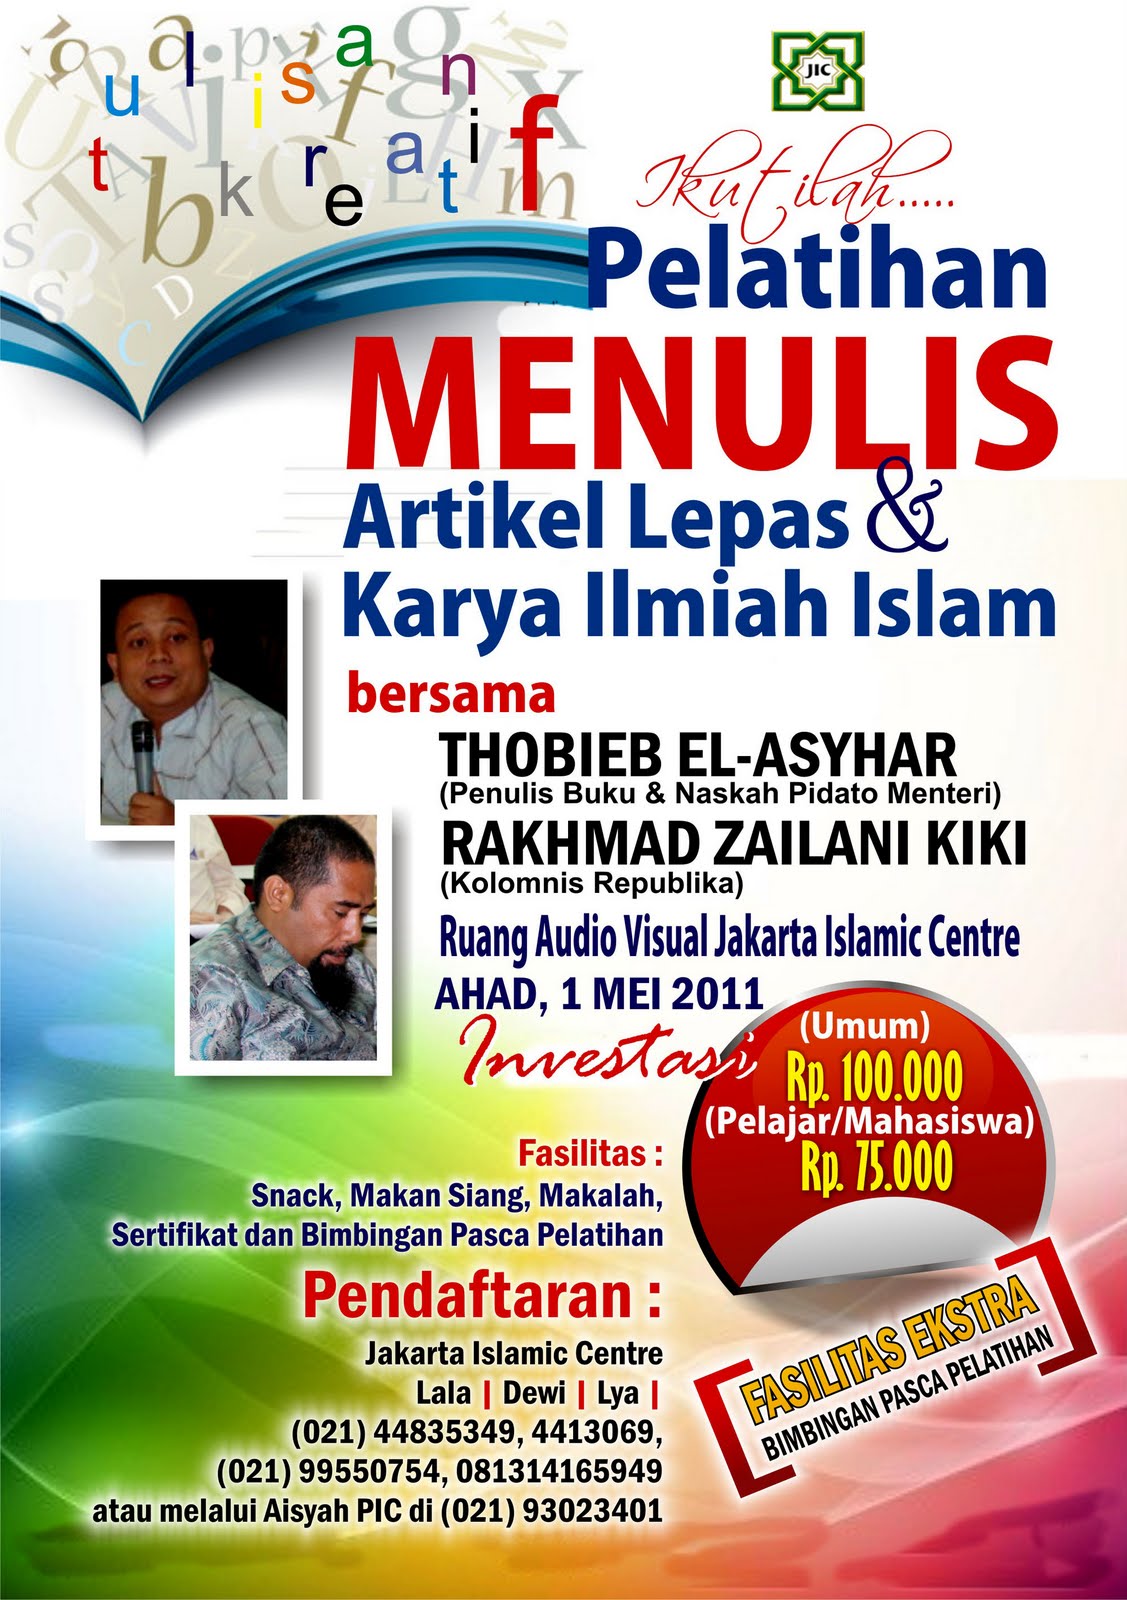 tulisan
kreatif
JIC
Ikutilah.....
Pelatihan
MENULIS
Artikel Lepas &
Karya Ilmiah Islam
bersama
THOBIEB EL-ASYHAR
(Penulis Buku & Naskah Pidato Menteri)
RAKHMAD ZAILANI KIKI
(Kolomnis Republika)
Ruang Audio Visual Jakarta Islamic Centre
AHAD, 1 MEI 2011
Investasi
(Umum)
Rp. 100.000
(Pelajar/Mahasiswa)
Rp. 75.000
Fasilitas :
Snack, Makan Siang, Makalah,
Sertifikat dan Bimbingan Pasca Pelatihan
Pendaftaran :
Jakarta Islamic Centre
Lala | Dewi | Lya |
(021) 44835349, 4413069,
(021) 99550754, 081314165949
atau melalui Aisyah PIC di (021) 93023401
FASILITAS EKSTRA
BIMBINGAN PASCA PELATIHAN